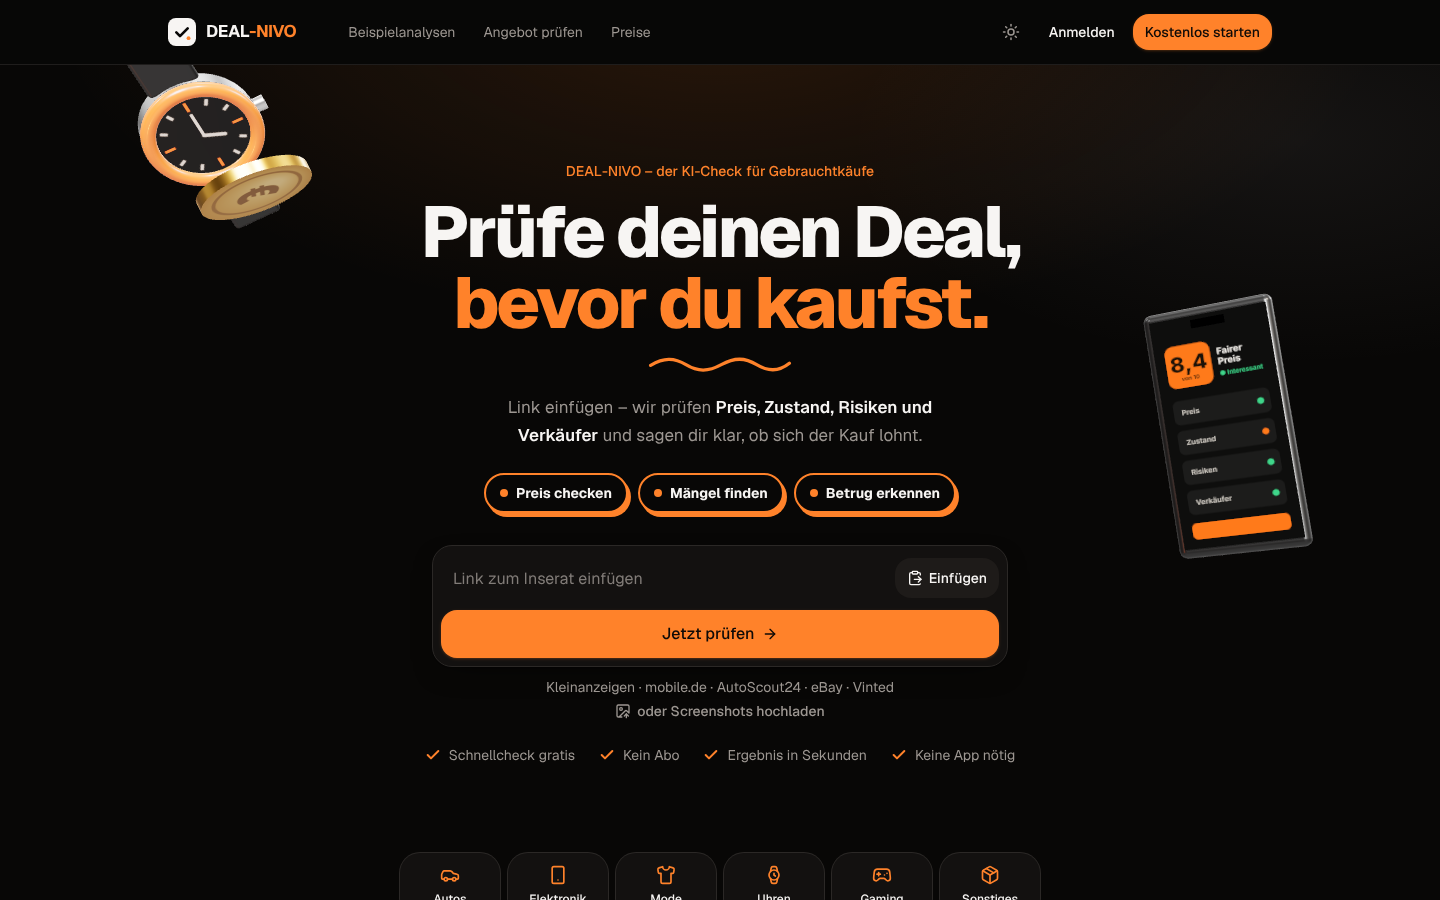 DEAL-NIVO
Beispielanalysen
Angebot prüfen
Preise
Anmelden
Kostenlos starten
DEAL-NIVO – der KI-Check für Gebrauchtkäufe
Prüfe deinen Deal,
bevor du kaufst.
Link einfügen – wir prüfen Preis, Zustand, Risiken und
Verkäufer und sagen dir klar, ob sich der Kauf lohnt.
Preis checken
Mängel finden
Betrug erkennen
8,4
von 10
Fairer
Preis
Interessant
Preis
Zustand
Risiken
Verkäufer
Link zum Inserat einfügen
Einfügen
Jetzt prüfen
Kleinanzeigen · mobile.de · AutoScout24 · eBay · Vinted
oder Screenshots hochladen
Schnellcheck gratis
Kein Abo
Ergebnis in Sekunden
Keine App nötig
Autos
Elektronik
Mode
Uhren
Gaming
Sonstiges